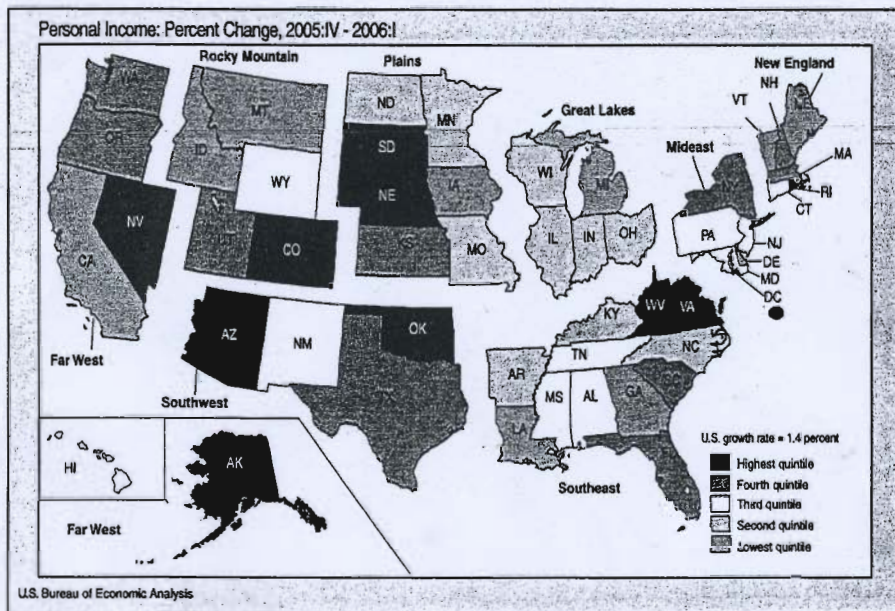 Personal Income: Percent Change, 2005:IV - 2006:I
Rocky Mountain
Plains
New England
WA
MT
ND
MN
Great Lakes
VT
NH
ME
OR
ID
SD
WI
Mideast
MA
WY
MI
NY
RI
NV
NE
IA
CT
CA
UT
CO
KS
MO
IL
IN
OH
PA
NJ
DE
MD
DC
Far West
AZ
NM
OK
KY
WV
VA
TN
NC
AR
SC
Southwest
MS
AL
GA
LA
HI
AK
Southeast
Far West
U.S. growth rate = 1.4 percent
Highest quintile
Fourth quintile
Third quintile
Second quintile
Lowest quintile
U.S. Bureau of Economic Analysis